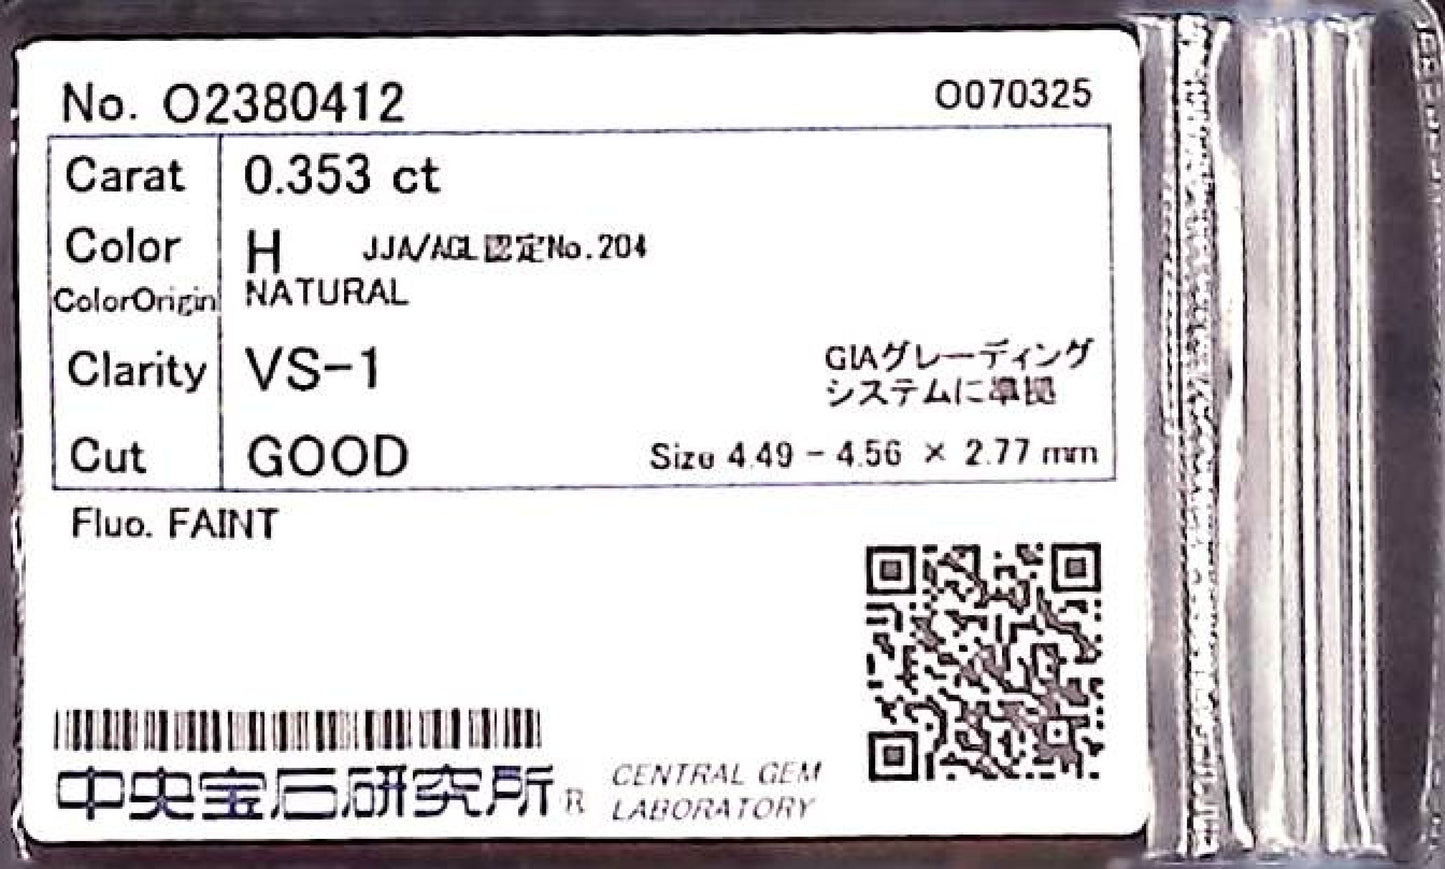 No. O2380412 O070325
Carat 0.353 ct
Color H JJA/AGL認定No.204
ColorOrigin NATURAL
Clarity VS-1 GIAグレーディング
システムに準拠
Cut GOOD Size 4.49 - 4.56 × 2.77 mm
Fluo. FAINT
中央宝石研究所® CENTRAL GEM
LABORATORY